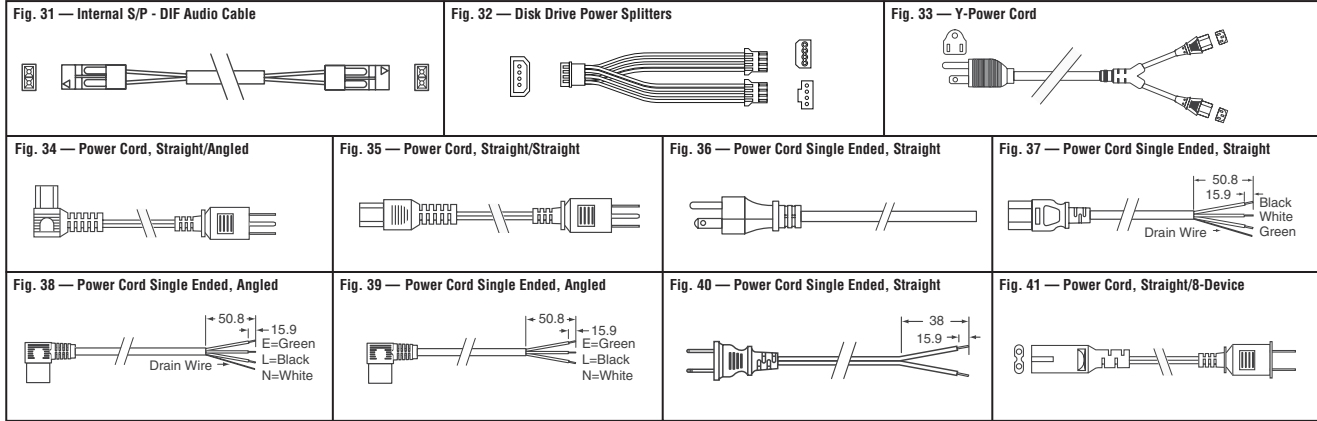 Fig. 31 — Internal S/P - DIF Audio Cable
Fig. 32 — Disk Drive Power Splitters
Fig. 33 — Y-Power Cord
Fig. 34 — Power Cord, Straight/Angled
Fig. 35 — Power Cord, Straight/Straight
Fig. 36 — Power Cord Single Ended, Straight
Fig. 37 — Power Cord Single Ended, Straight
50.8
15.9
Black
White
Drain Wire
Green
Fig. 38 — Power Cord Single Ended, Angled
50.8
15.9
E=Green
L=Black
Drain Wire
N=White
Fig. 39 — Power Cord Single Ended, Angled
50.8
15.9
E=Green
L=Black
N=White
Fig. 40 — Power Cord Single Ended, Straight
38
15.9
Fig. 41 — Power Cord, Straight/8-Device